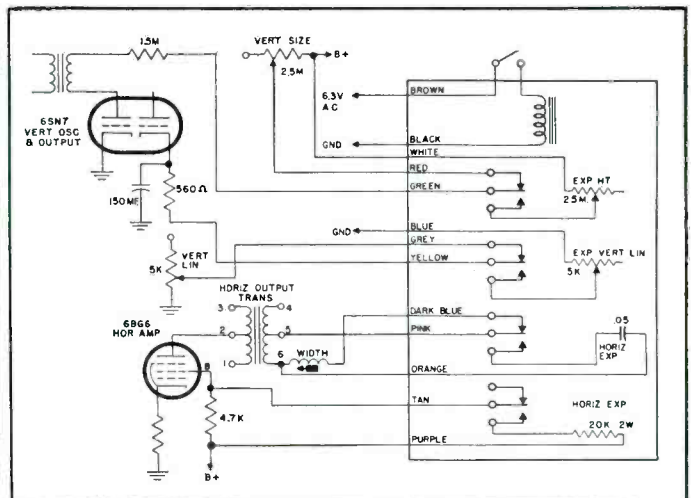 1.5M
VERT SIZE
B+
2.5M
6SN7
VERT OSC
& OUTPUT
6.3V
A C
BROWN
GND
BLACK
WHITE
RED
GREEN
EXP HT
2.5 M.
150MF
560Ω
GND
BLUE
GREY
YELLOW
EXP VERT LIN
5 K
VERT
LIN
5K
HORIZ OUTPUT
TRANS
3
4
2
5
1
6
WIDTH
6BG6
HOR AMP
DARK BLUE
PINK
.05
HORIZ
EXP
ORANGE
8
TAN
HORIZ EXP
4.7K
20K 2W
PURPLE
B+